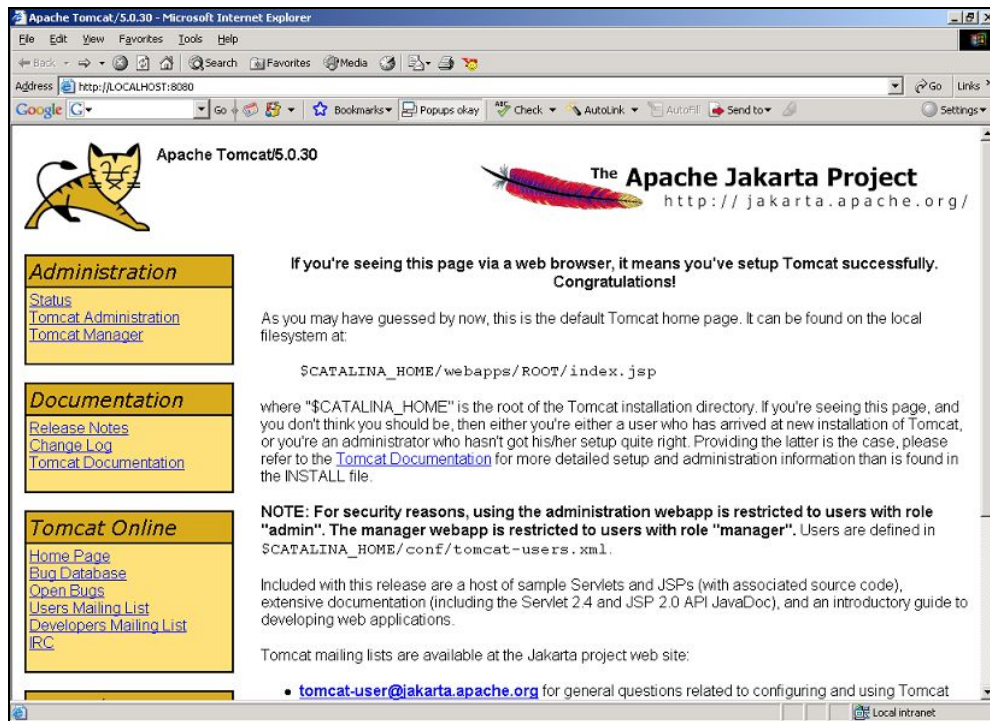 Apache Tomcat/5.0.30 - Microsoft Internet Explorer
File Edit View Favorites Tools Help
Back Search Favorites Media
Address http://LOCALHOST:8080 Go Links
Google G Go Bookmarks Popups okay ABC Check AutoLink AutoFill Send to Settings
Apache Tomcat/5.0.30
The Apache Jakarta Project
http://jakarta.apache.org/
Administration
Status
Tomcat Administration
Tomcat Manager
Documentation
Release Notes
Change Log
Tomcat Documentation
Tomcat Online
Home Page
Bug Database
Open Bugs
Users Mailing List
Developers Mailing List
IRC
If you're seeing this page via a web browser, it means you've setup Tomcat successfully.
Congratulations!
As you may have guessed by now, this is the default Tomcat home page. It can be found on the local
filesystem at:
$CATALINA_HOME/webapps/ROOT/index.jsp
where "$CATALINA_HOME" is the root of the Tomcat installation directory. If you're seeing this page, and
you don't think you should be, then either you're either a user who has arrived at new installation of Tomcat,
or you're an administrator who hasn't got his/her setup quite right. Providing the latter is the case, please
refer to the Tomcat Documentation for more detailed setup and administration information than is found in
the INSTALL file.
NOTE: For security reasons, using the administration webapp is restricted to users with role
"admin". The manager webapp is restricted to users with role "manager". Users are defined in
$CATALINA_HOME/conf/tomcat-users.xml.
Included with this release are a host of sample Servlets and JSPs (with associated source code),
extensive documentation (including the Servlet 2.4 and JSP 2.0 API JavaDoc), and an introductory guide to
developing web applications.
Tomcat mailing lists are available at the Jakarta project web site:
• tomcat-user@jakarta.apache.org for general questions related to configuring and using Tomcat
Local intranet